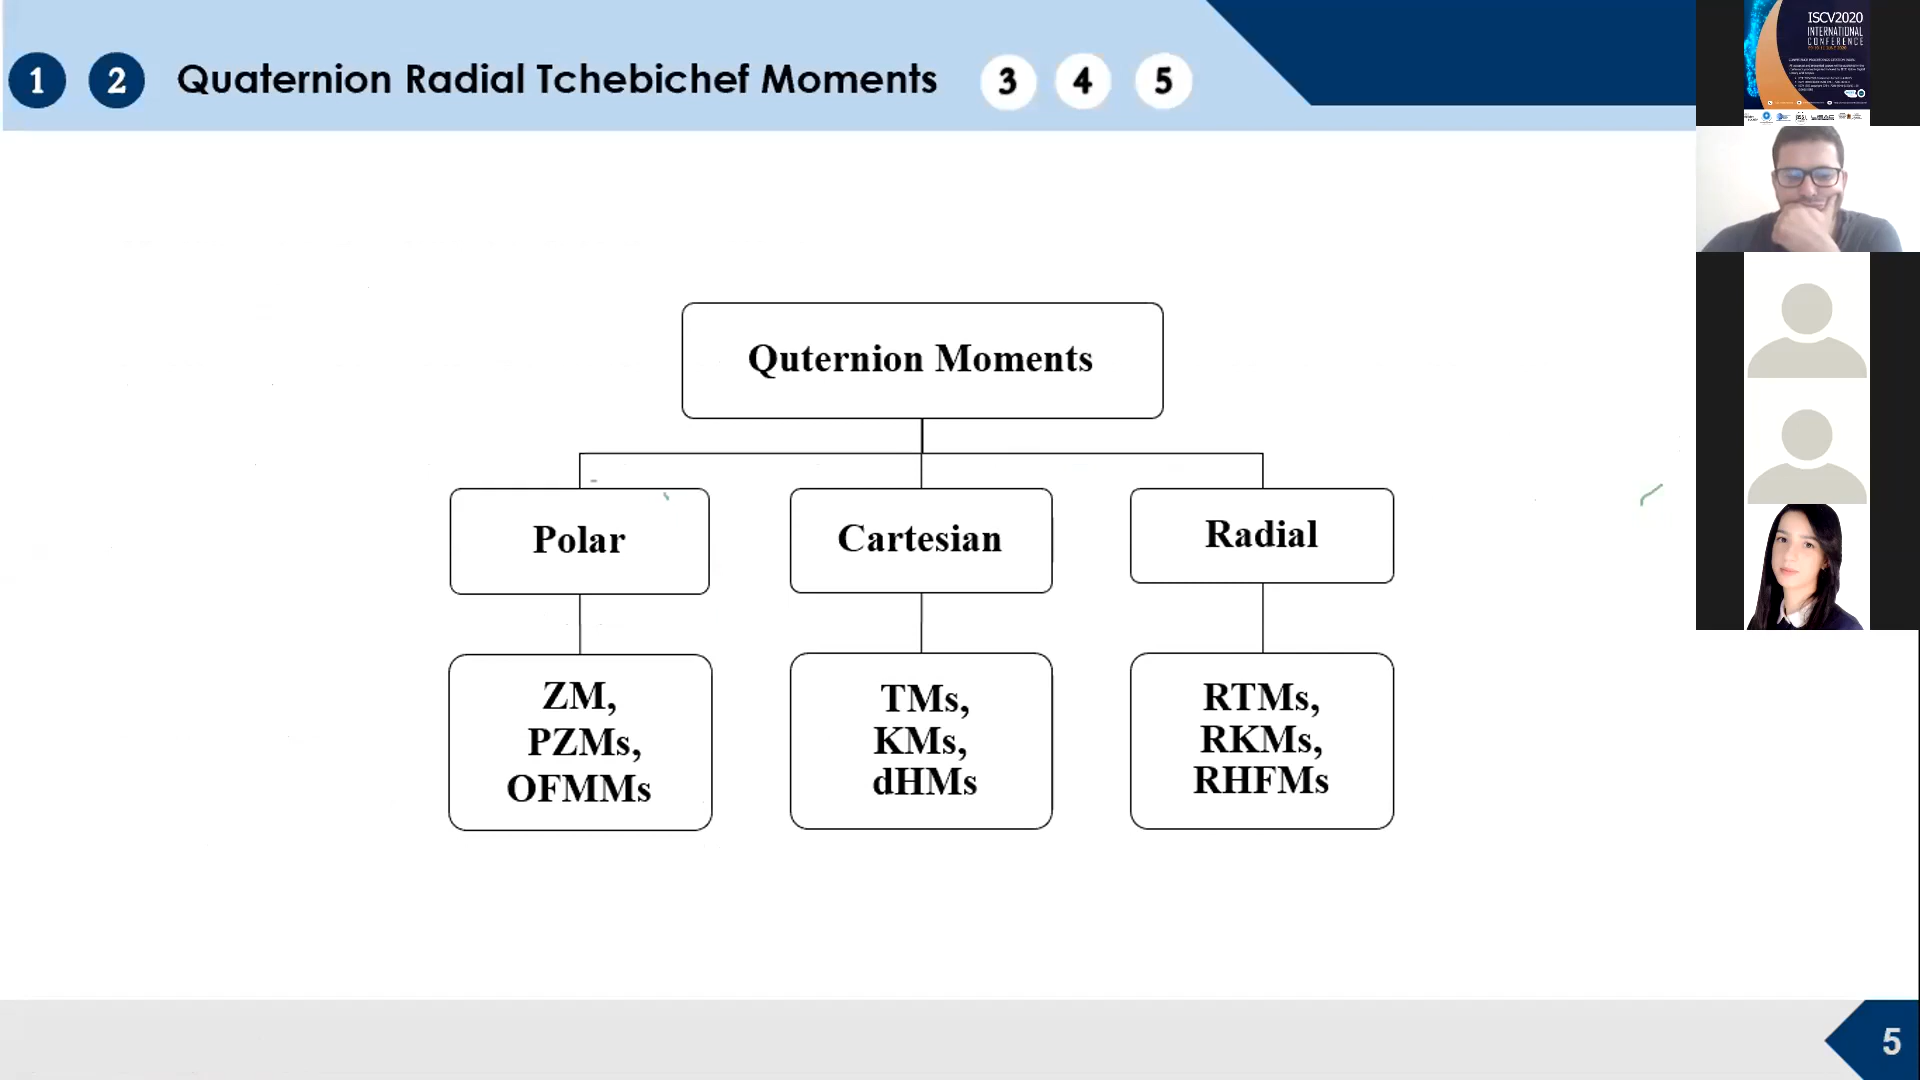 1 2 Quaternion Radial Tchebichef Moments 3 4 5
Quternion Moments
Polar
Cartesian
Radial
ZM,
PZMs,
OFMMs
TMs,
KMs,
dHMs
RTMs,
RKMs,
RHFMs
5
ISCV2020
INTERNATIONAL
CONFERENCE